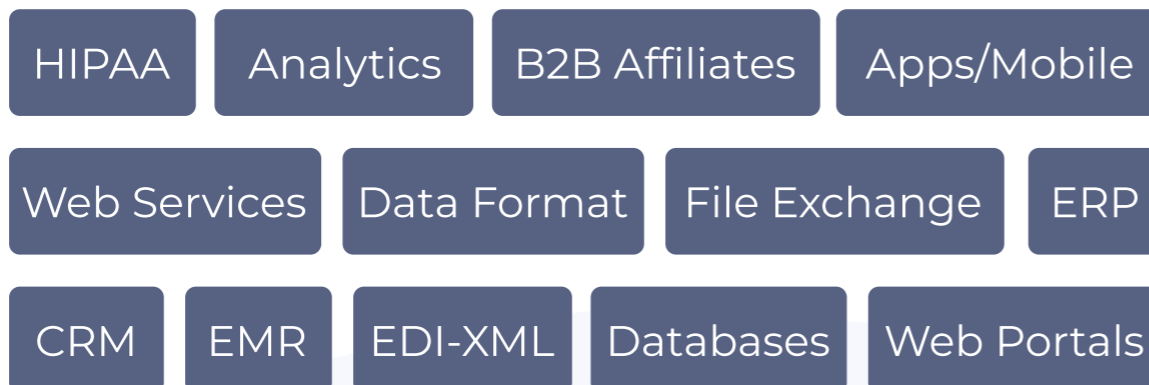 HIPAA Analytics B2B Affiliates Apps/Mobile
Web Services Data Format File Exchange ERP
CRM EMR EDI-XML Databases Web Portals